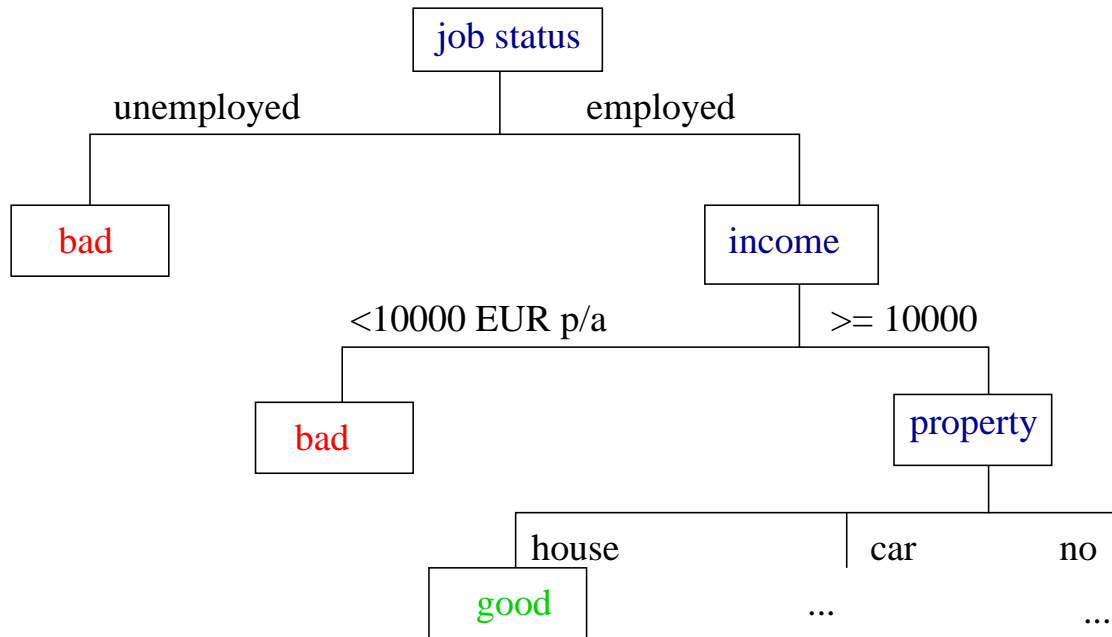 job status
unemployed employed
bad income
<10000 EUR p/a >= 10000
bad property
house car no
good ... ...